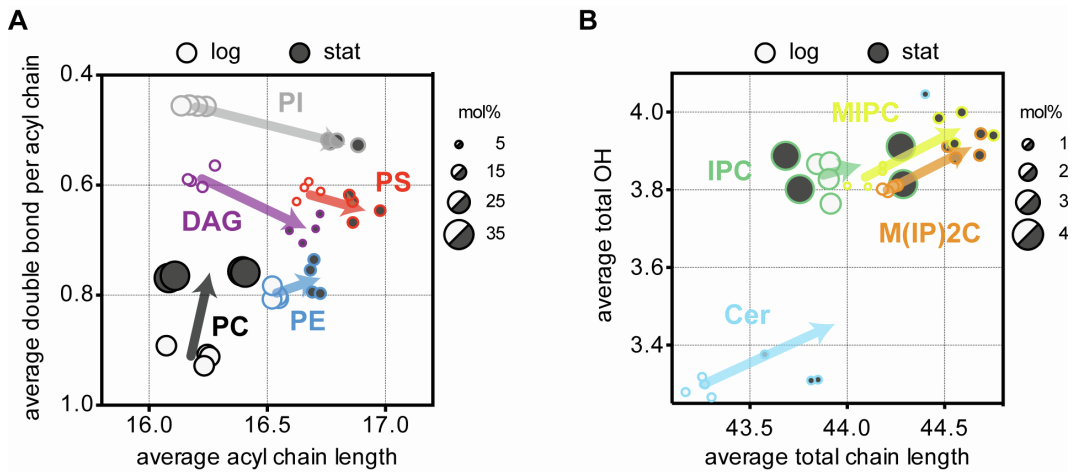 A
log
stat
average double bond per acyl chain
0.4
0.6
0.8
1.0
PI
PS
DAG
PC
PE
16.0
16.5
17.0
average acyl chain length
mol%
5
15
25
35
B
log
stat
average total OH
4.0
3.8
3.6
3.4
MIPC
IPC
M(IP)2C
Cer
43.5
44.0
44.5
average total chain length
mol%
1
2
3
4